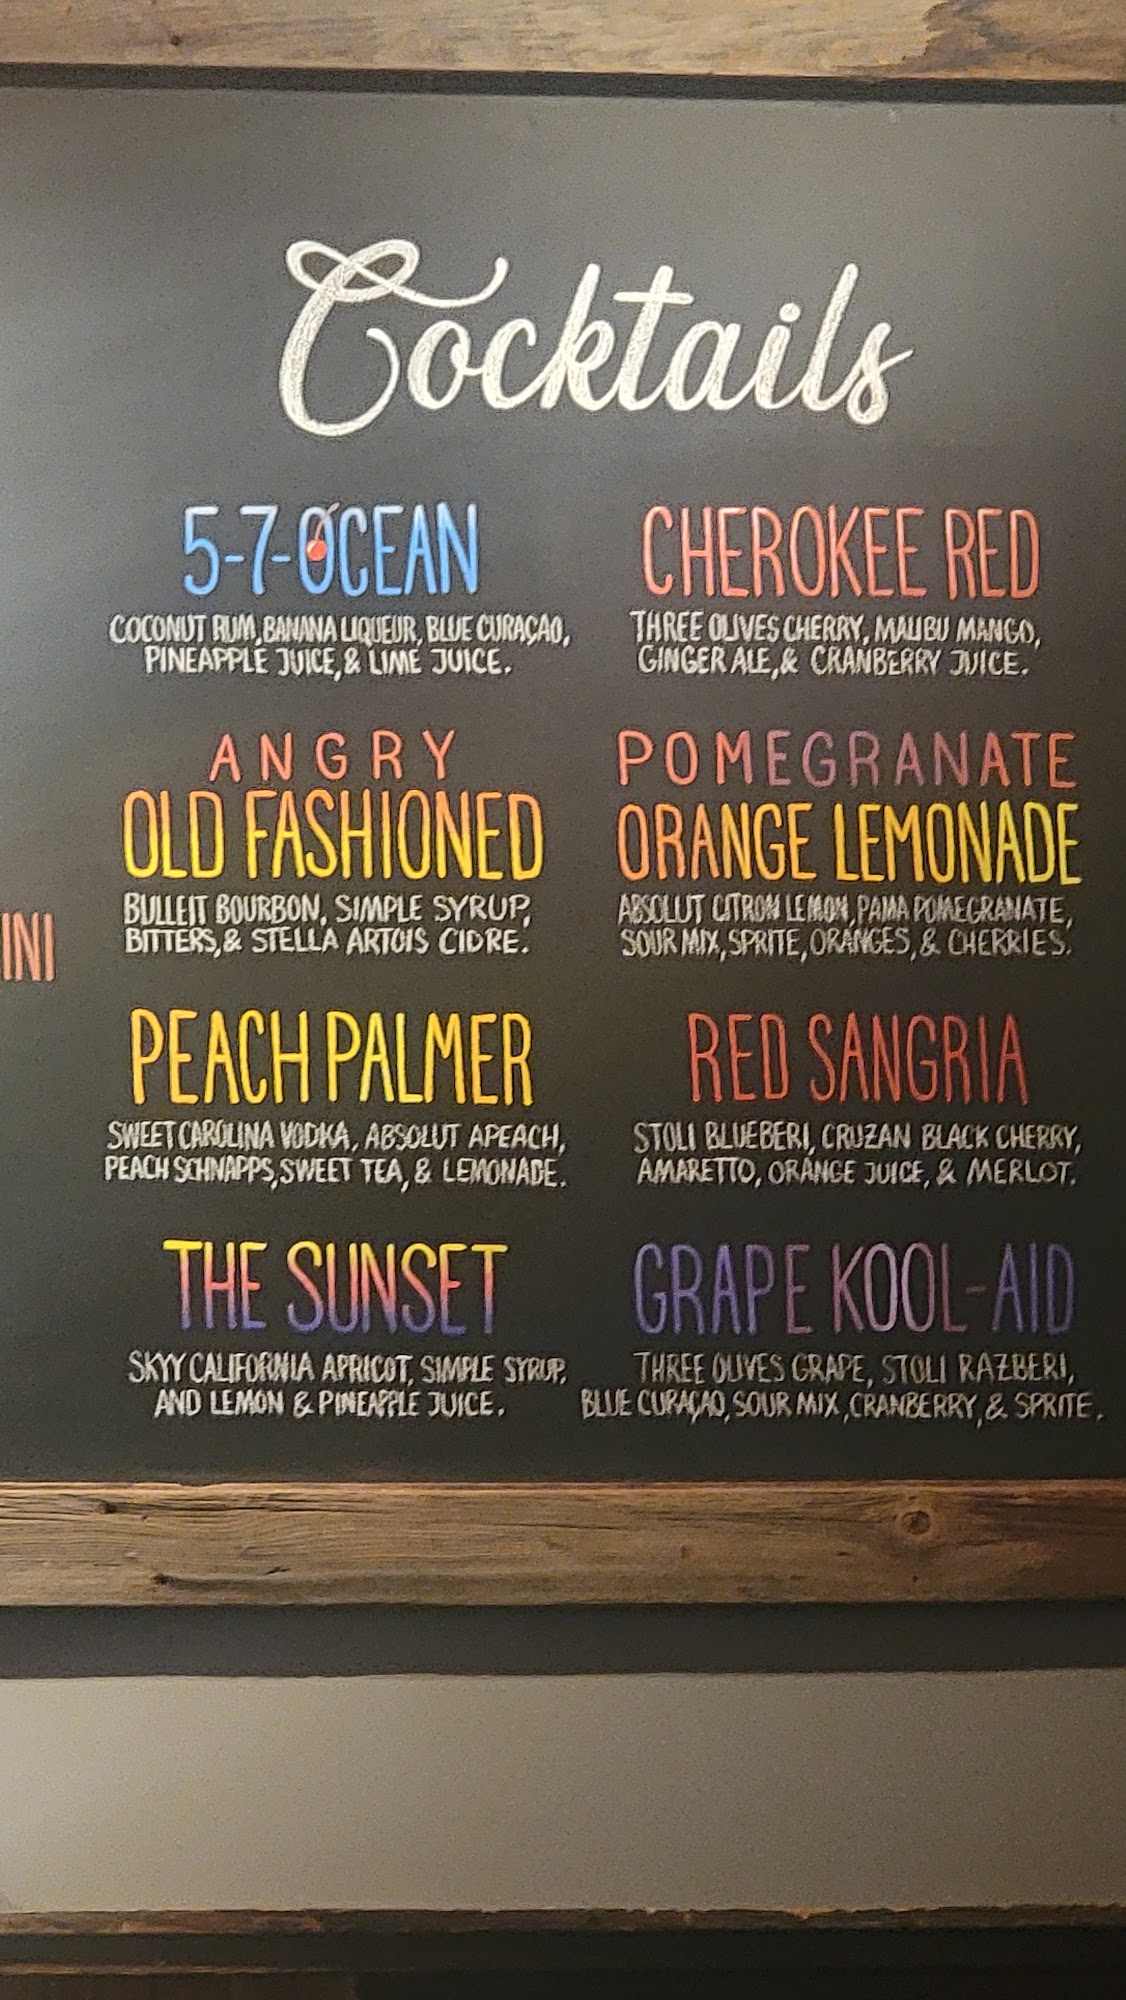 Cocktails
5-7-OCEAN
COCONUT RUM, BANANA LIQUEUR, BLUE CURAÇAO,
PINEAPPLE JUICE, & LIME JUICE.
ANGRY
OLD FASHIONED
BULLEIT BOURBON, SIMPLE SYRUP,
BITTERS, & STELLA ARTOIS CIDRE.
PEACH PALMER
SWEET CAROLINA VODKA, ABSOLUT APEACH,
PEACH SCHNAPPS, SWEET TEA, & LEMONADE.
THE SUNSET
SKYY CALIFORNIA APRICOT, SIMPLE SYRUP,
AND LEMON & PINEAPPLE JUICE.
CHEROKEE RED
THREE OLIVES CHERRY, MALIBU MANGO,
GINGER ALE, & CRANBERRY JUICE.
POMEGRANATE
ORANGE LEMONADE
ABSOLUT CITRON LEMON, PAMA POMEGRANATE,
SOUR MIX, SPRITE, ORANGES, & CHERRIES.
RED SANGRIA
STOLI BLUEBERI, CRUZAN BLACK CHERRY,
AMARETTO, ORANGE JUICE, & MERLOT.
GRAPE KOOL-AID
THREE OLIVES GRAPE, STOLI RAZBERI,
BLUE CURAÇAO, SOUR MIX, CRANBERRY, & SPRITE.
INI